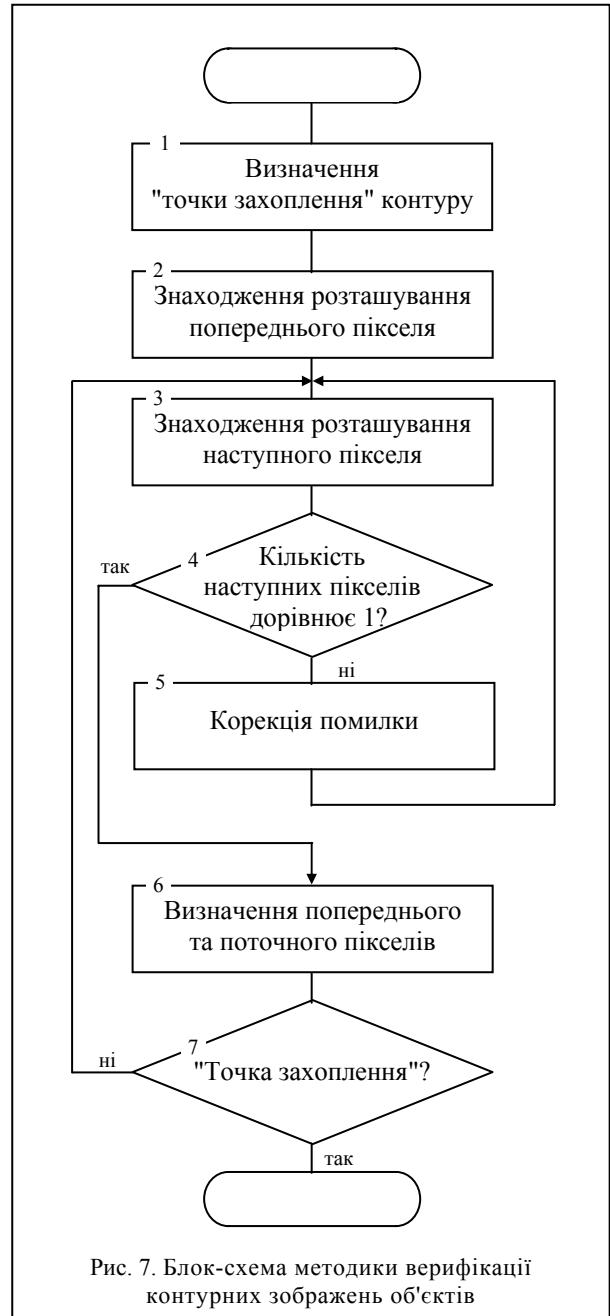 1
Визначення
"точки захоплення" контуру
2
Знаходження розташування
попереднього пікселя
3
Знаходження розташування
наступного пікселя
4
так
Кількість
наступних пікселів
дорівнює 1?
ні
5
Корекція помилки
6
Визначення попереднього
та поточного пікселів
7
ні
"Точка захоплення"?
так
Рис. 7. Блок-схема методики верифікації
контурних зображень об'єктів